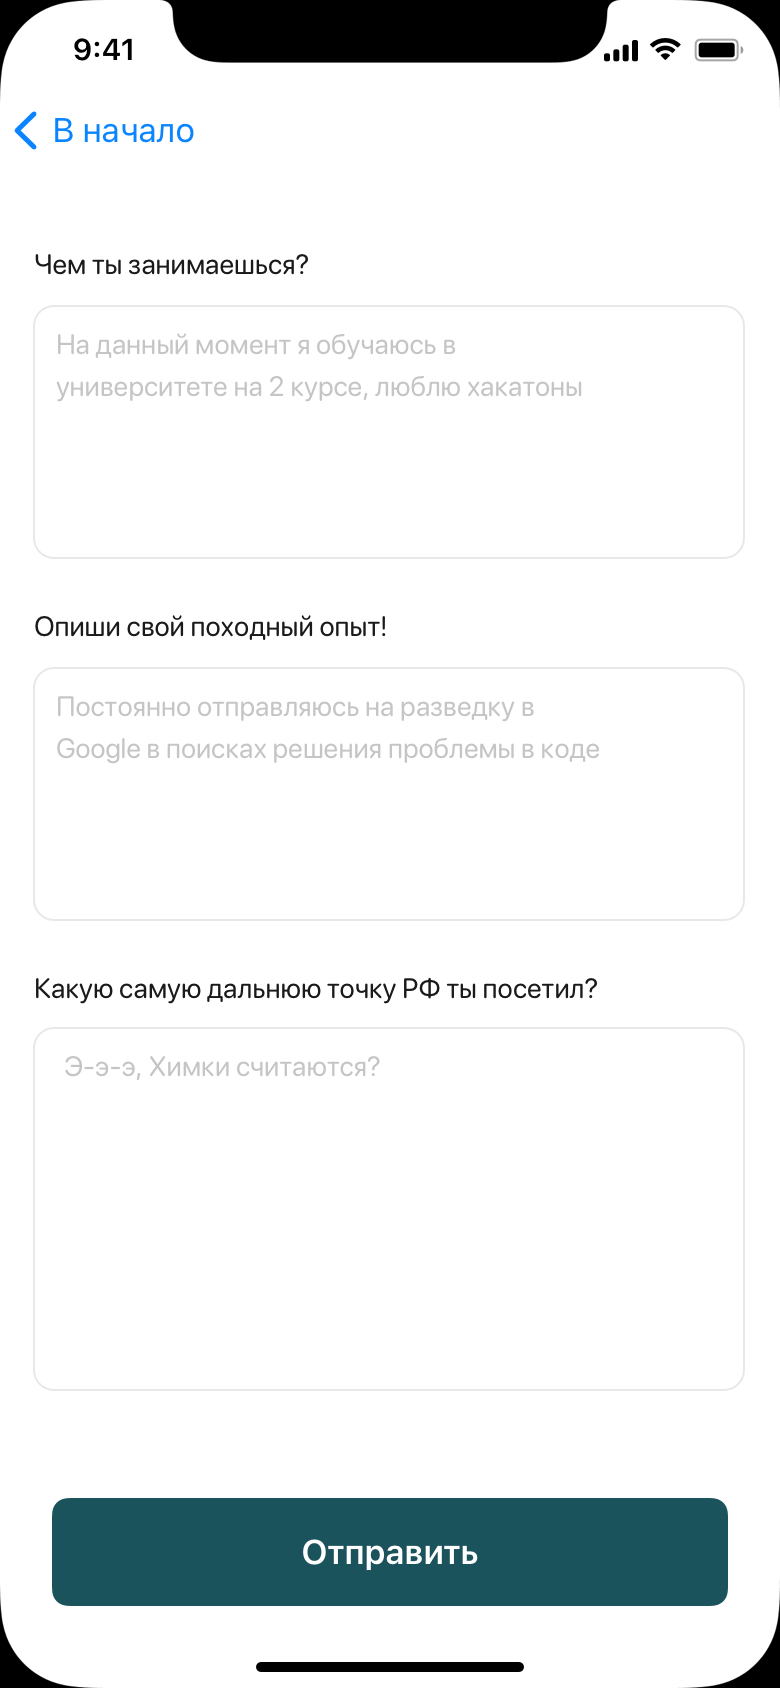 9:41
В начало
Чем ты занимаешься?
На данный момент я обучаюсь в
университете на 2 курсе, люблю хакатоны
Опиши свой походный опыт!
Постоянно отправляюсь на разведку в
Google в поисках решения проблемы в коде
Какую самую дальнюю точку РФ ты посетил?
Э-э-э, Химки считаются?
Отправить